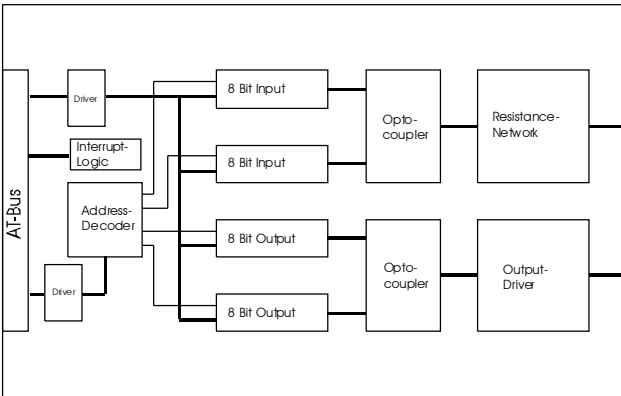 AT-Bus
Driver
Interrupt-
Logic
Address-
Decoder
Driver
8 Bit Input
8 Bit Input
8 Bit Output
8 Bit Output
Opto-
coupler
Opto-
coupler
Resistance-
Network
Output-
Driver